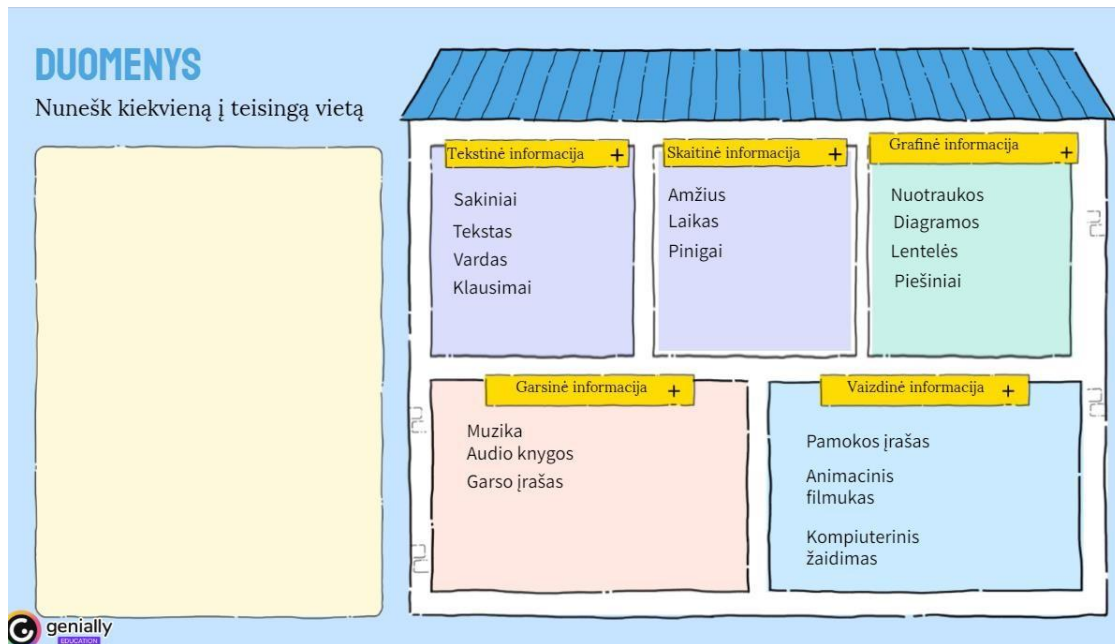 DUOMENYS
Nunešk kiekvieną į teisingą vietą
Tekstinė informacija +
Sakiniai
Tekstas
Vardas
Klausimai
Skaitinė informacija +
Amžius
Laikas
Pinigai
Grafinė informacija +
Nuotraukos
Diagramos
Lentelės
Piešiniai
Garsinė informacija +
Muzika
Audio knygos
Garso įrašas
Vaizdinė informacija +
Pamokos įrašas
Animacinis
filmukas
Kompiuterinis
žaidimas
genially
EDUCATION